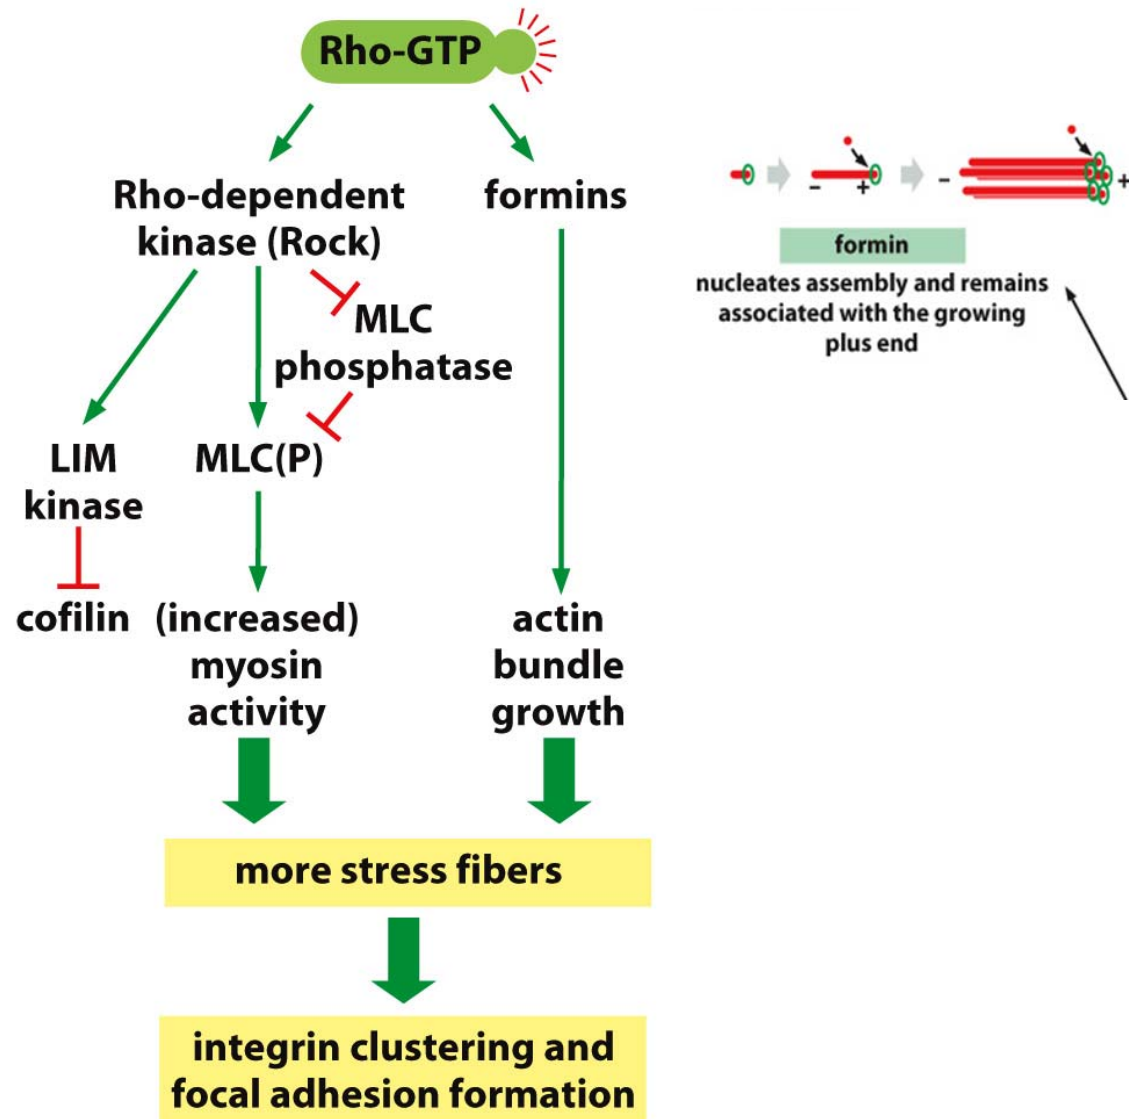 Rho-GTP
Rho-dependent
kinase (Rock)
formins
MLC
phosphatase
LIM
kinase
MLC(P)
cofilin
(increased)
myosin
activity
actin
bundle
growth
more stress fibers
integrin clustering and
focal adhesion formation
− +
− +
formin
nucleates assembly and remains
associated with the growing
plus end